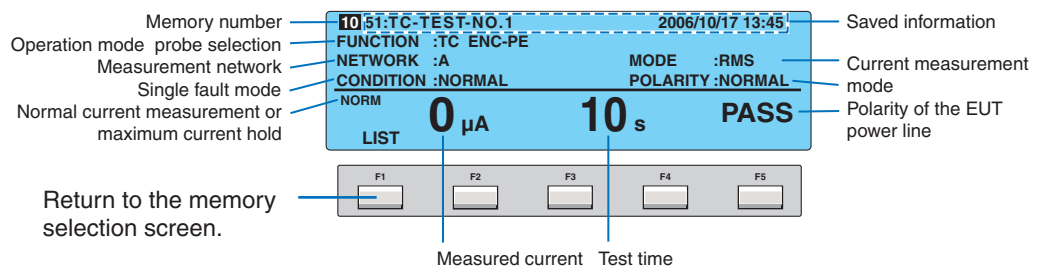 Memory number
Operation mode probe selection
Measurement network
Single fault mode
Normal current measurement or
maximum current hold
10 51:TC-TEST-NO.1 2006/10/17 13:45
FUNCTION :TC ENC-PE
NETWORK :A MODE :RMS
CONDITION :NORMAL POLARITY :NORMAL
NORM
0 µA 10 s PASS
LIST
Saved information
Current measurement
mode
Polarity of the EUT
power line
F1 F2 F3 F4 F5
Return to the memory
selection screen.
Measured current Test time